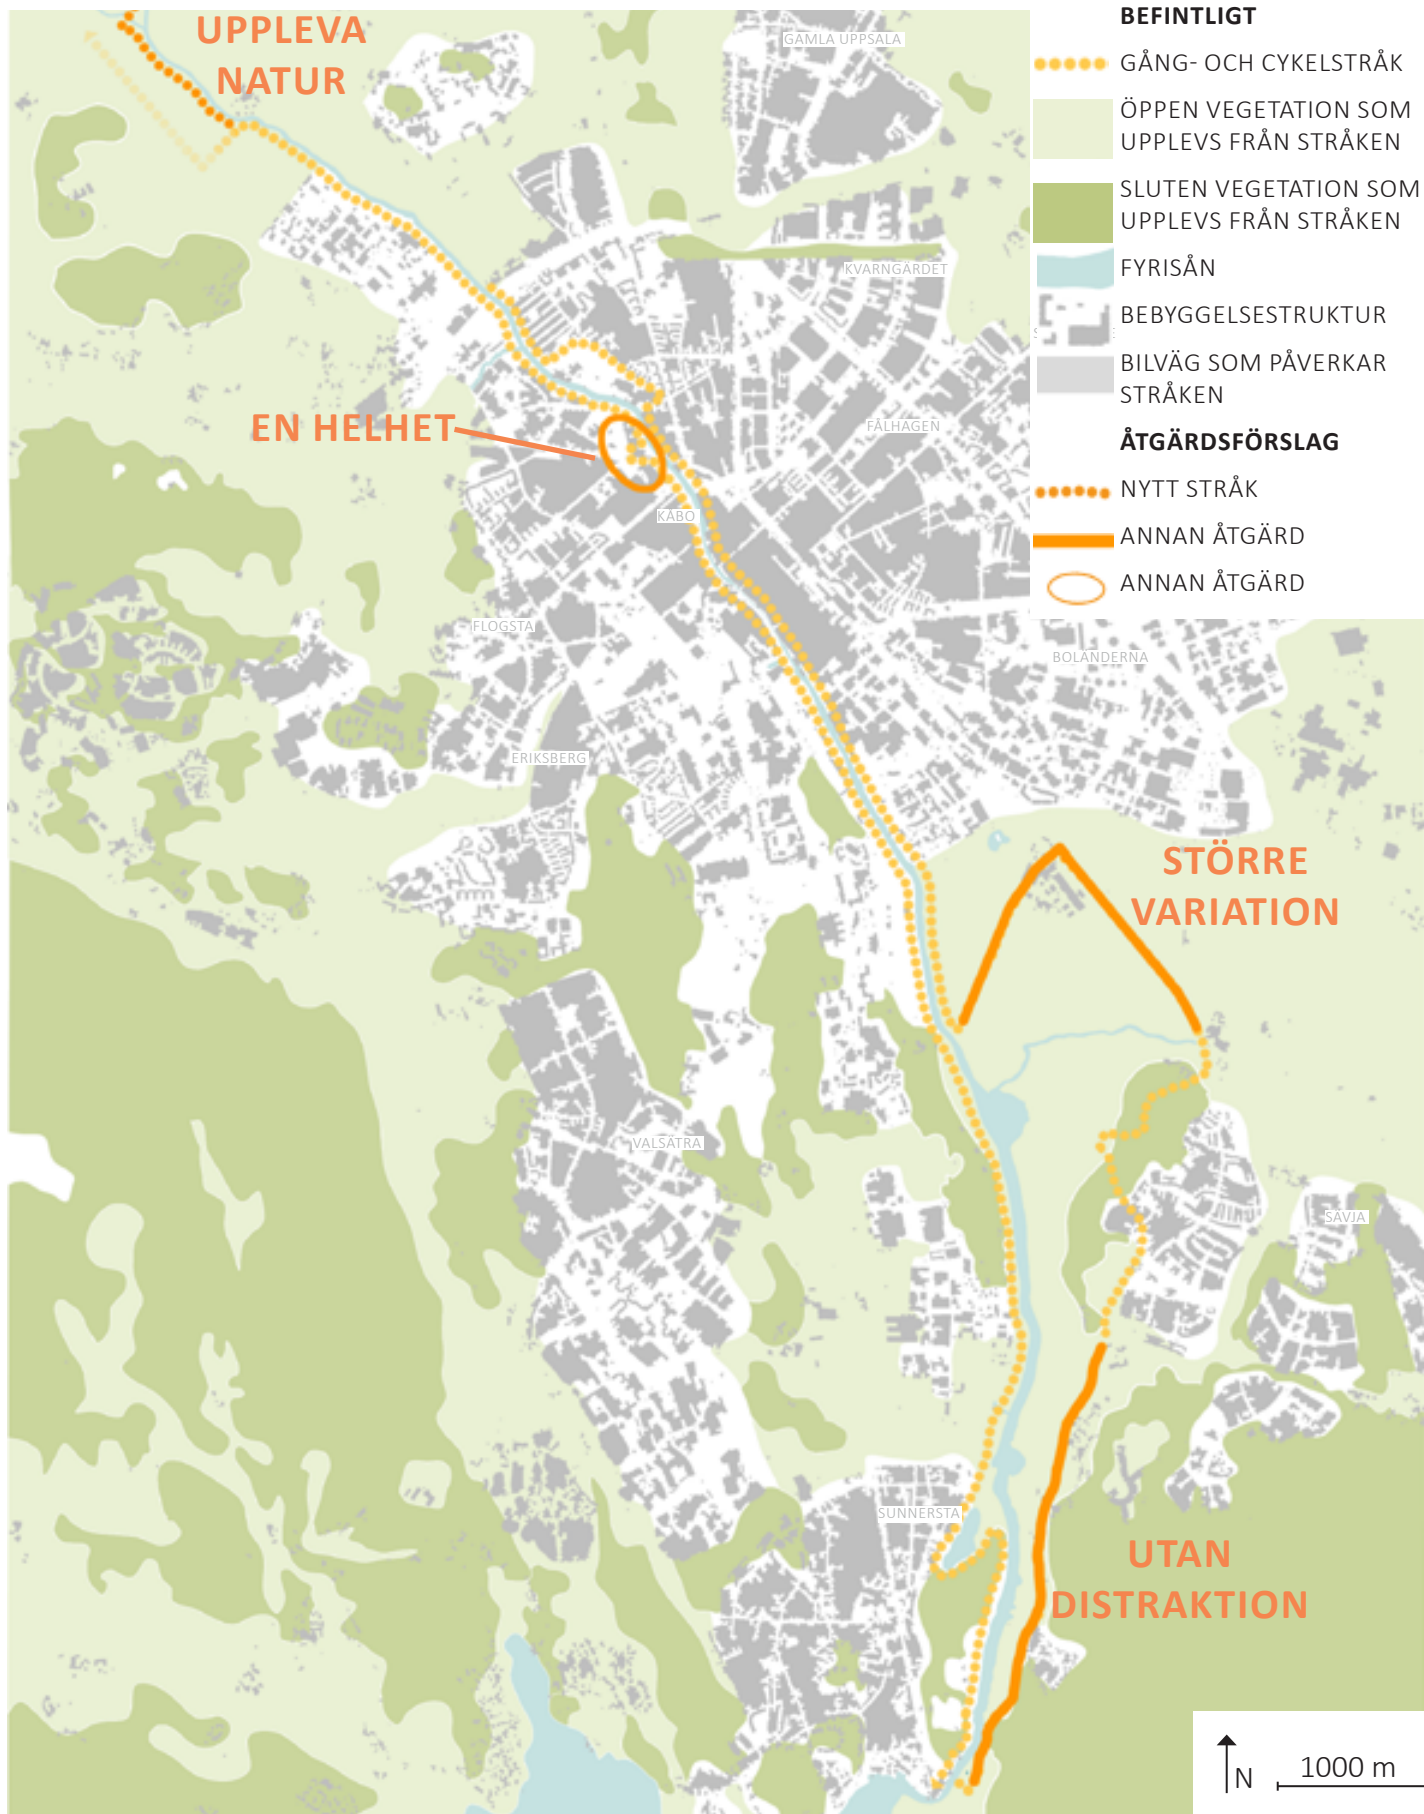 UPPLEVA
NATUR
GAMLA UPPSALA
KVARNGÄRDET
EN HELHET
FÅLHAGEN
KÅBO
FLOGSTA
BOLÄNDERNA
ERIKSBERG
STÖRRE
VARIATION
VALSÄTRA
SÄVJA
SUNNERSTA
UTAN
DISTRAKTION
BEFINTLIGT
GÅNG- OCH CYKELSTRÅK
ÖPPEN VEGETATION SOM
UPPLEVS FRÅN STRÅKEN
SLUTEN VEGETATION SOM
UPPLEVS FRÅN STRÅKEN
FYRISÅN
BEBYGGELSESTRUKTUR
BILVÄG SOM PÅVERKAR
STRÅKEN
ÅTGÄRDSFÖRSLAG
NYTT STRÅK
ANNAN ÅTGÄRD
ANNAN ÅTGÄRD
N
1000 m